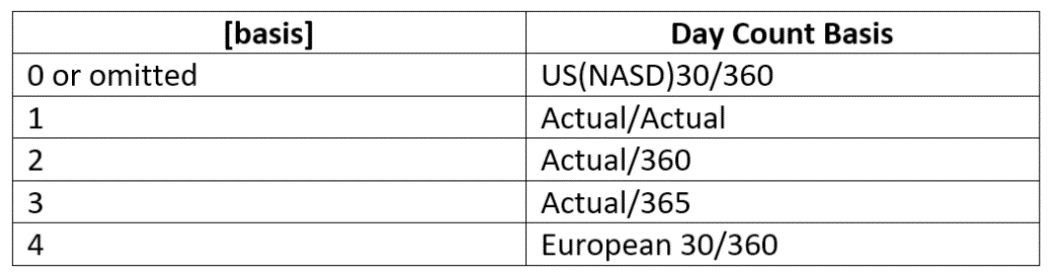 [basis] Day Count Basis
0 or omitted US(NASD)30/360
1 Actual/Actual
2 Actual/360
3 Actual/365
4 European 30/360